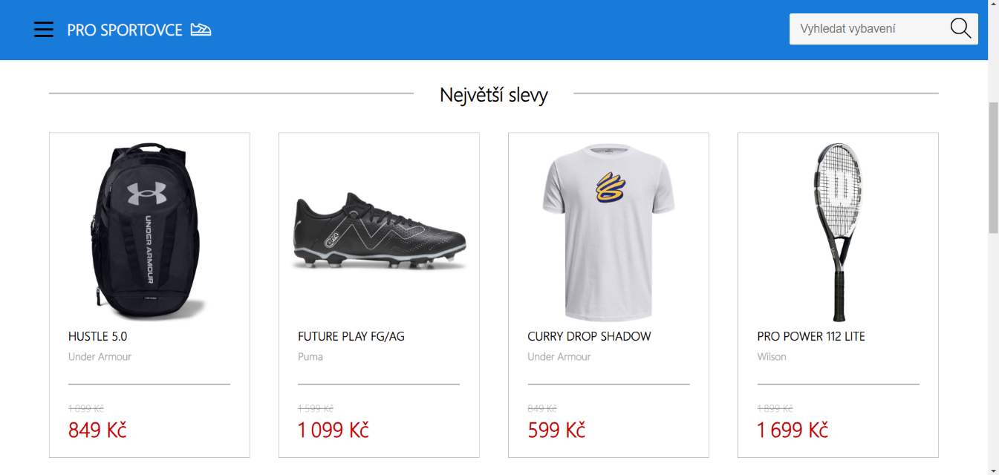 PRO SPORTOVCE
Vyhledat vybavení
Největší slevy
UNDER ARMOUR
W
HUSTLE 5.0
Under Armour
1 099 Kč
849 Kč
FUTURE PLAY FG/AG
Puma
1 599 Kč
1 099 Kč
CURRY DROP SHADOW
Under Armour
849 Kč
599 Kč
PRO POWER 112 LITE
Wilson
1 899 Kč
1 699 Kč